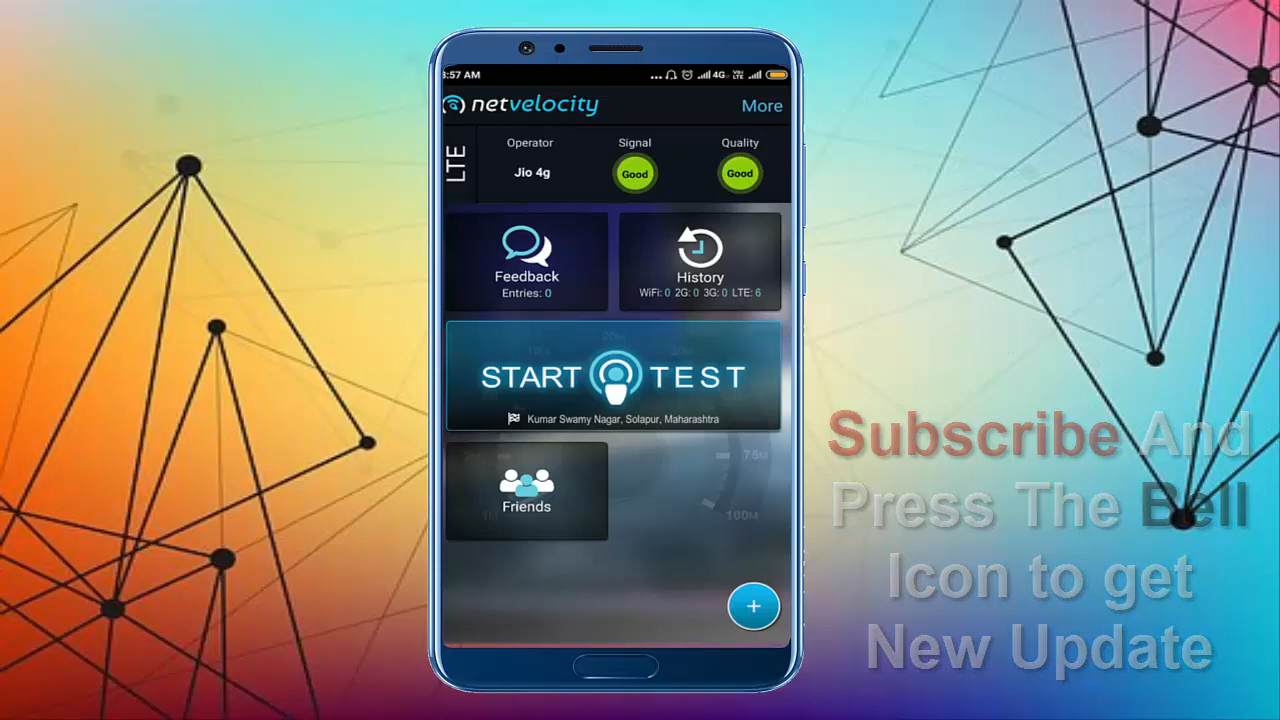 :57 AM
4G
VoLTE
netvelocity
More
LTE
Operator
Signal
Quality
Jio 4g
Good
Good
Feedback
Entries: 0
History
WiFi: 0 2G: 0 3G: 0 LTE: 6
START TEST
Kumar Swamy Nagar, Solapur, Maharashtra
75M
100M
Friends
+
Subscribe And
Press The Bell
Icon to get
New Update